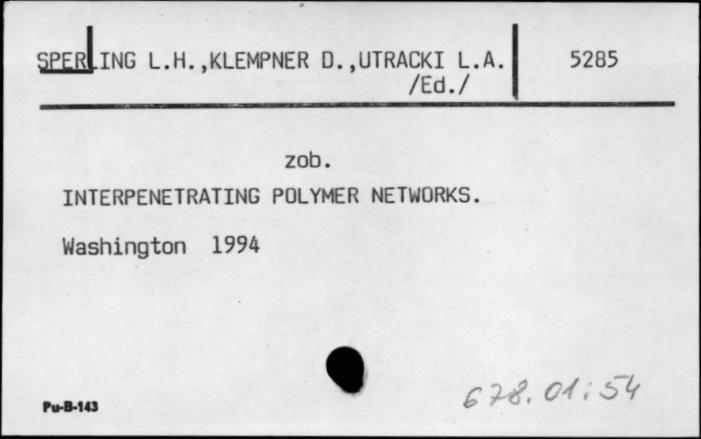 SPERLING L.H.,KLEMPNER D.,UTRACKI L.A. 5285
/Ed./
zob.
INTERPENETRATING POLYMER NETWORKS.
Washington 1994
678.01:54
Pu-B-143